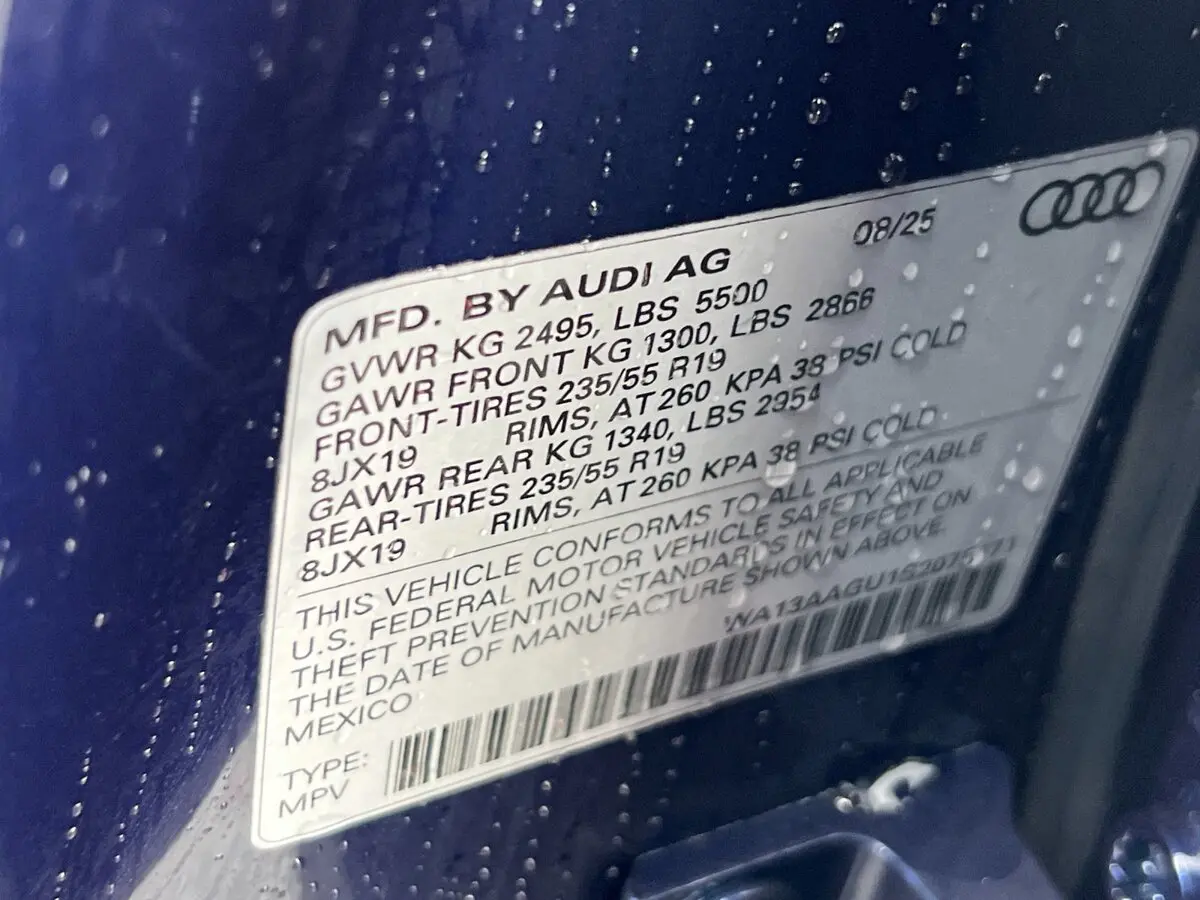 08/25
MFD. BY AUDI AG
GVWR KG 2495, LBS 5500
GAWR FRONT KG 1300, LBS 2866
FRONT-TIRES 235/55 R19
8JX19 RIMS, AT 260 KPA 38 PSI COLD
GAWR REAR KG 1340, LBS 2954
REAR-TIRES 235/55 R19
8JX19 RIMS, AT 260 KPA 38 PSI COLD
THIS VEHICLE CONFORMS TO ALL APPLICABLE
U.S. FEDERAL MOTOR VEHICLE SAFETY AND
THEFT PREVENTION STANDARDS IN EFFECT ON
THE DATE OF MANUFACTURE SHOWN ABOVE.
MEXICO
TYPE:
MPV